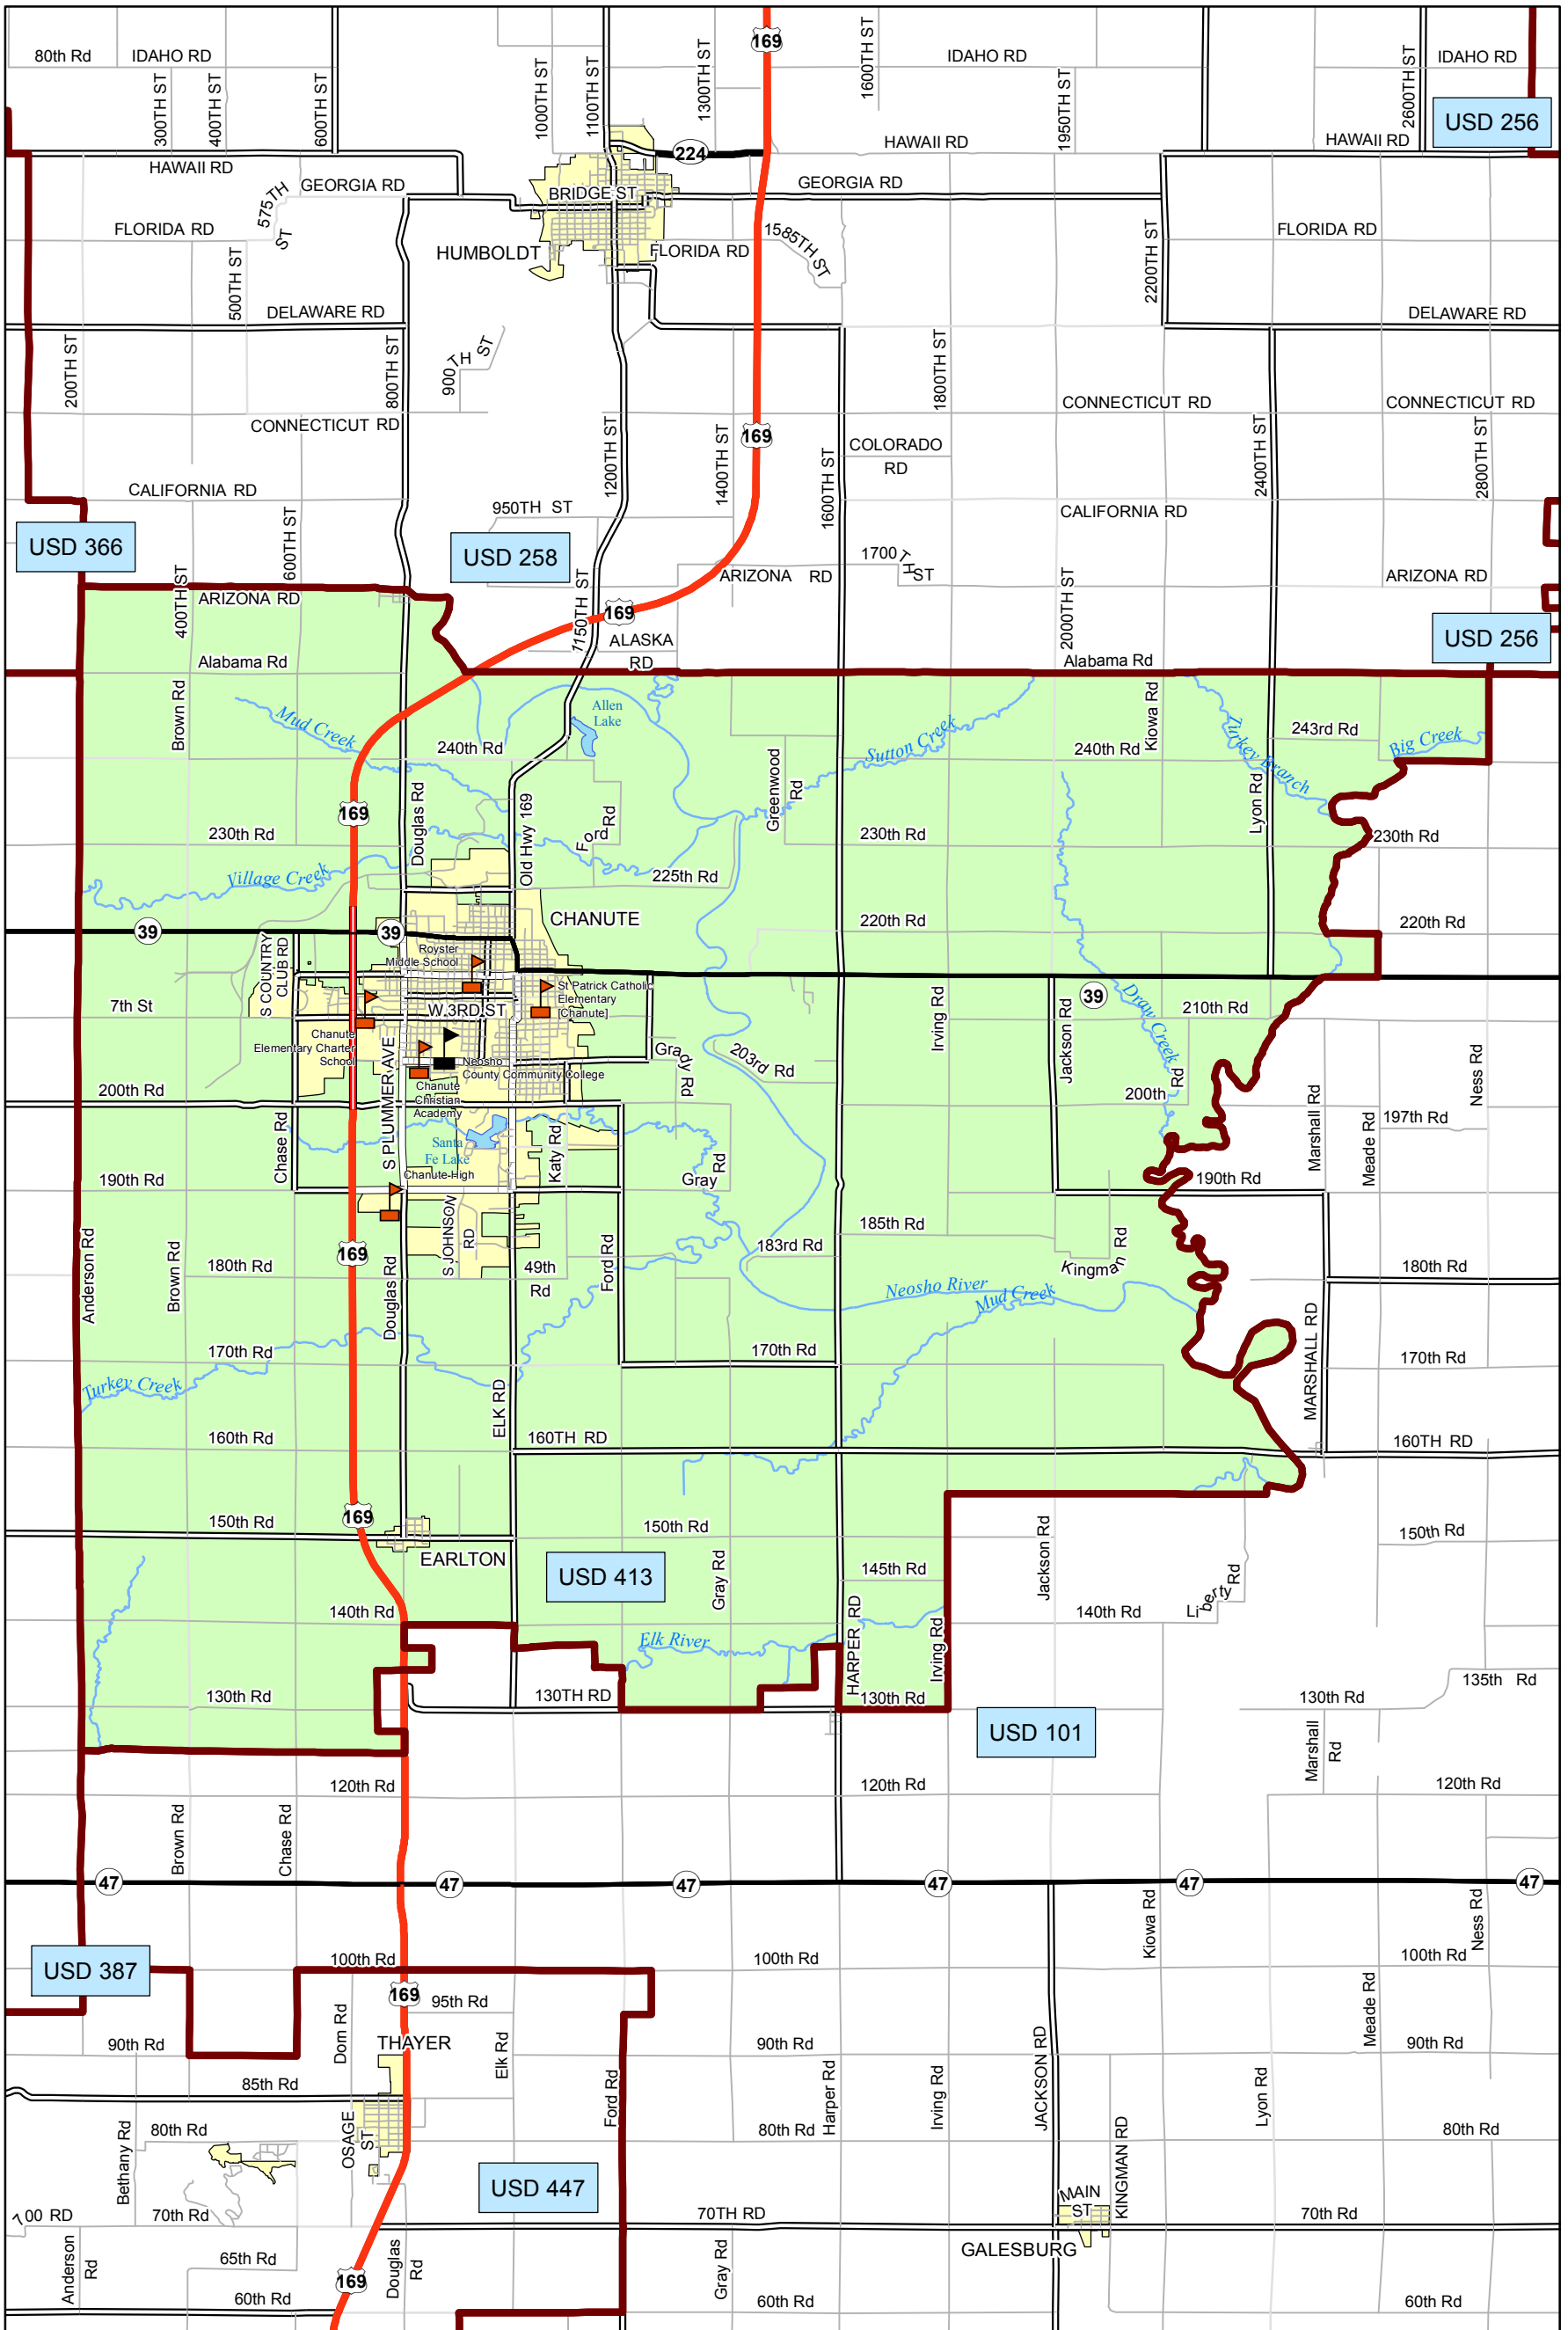 169
80th Rd
IDAHO RD
IDAHO RD
IDAHO RD
300TH ST
400TH ST
600TH ST
1000TH ST
1100TH ST
1300TH ST
1600TH ST
1950TH ST
2600TH ST
USD 256
HAWAII RD
224
HAWAII RD
HAWAII RD
575TH ST
GEORGIA RD
BRIDGE ST
GEORGIA RD
FLORIDA RD
HUMBOLDT
FLORIDA RD
1585TH ST
FLORIDA RD
500TH ST
2200TH ST
DELAWARE RD
DELAWARE RD
200TH ST
800TH ST
900TH ST
1800TH ST
CONNECTICUT RD
CONNECTICUT RD
CONNECTICUT RD
1200TH ST
1400TH ST
169
1600TH ST
COLORADO
RD
2400TH ST
2800TH ST
CALIFORNIA RD
950TH ST
CALIFORNIA RD
USD 366
600TH ST
USD 258
1700TH ST
ARIZONA RD
ARIZONA RD
400TH ST
ARIZONA RD
1150TH ST
169
ALASKA
RD
2000TH ST
USD 256
Alabama Rd
Alabama Rd
Brown Rd
Mud Creek
Allen
Lake
240th Rd
Greenwood
Rd
Sutton Creek
240th Rd
Kiowa Rd
Turkey Branch
243rd Rd
Big Creek
169
Douglas Rd
Old Hwy 169
Ford Rd
Lyon Rd
230th Rd
230th Rd
230th Rd
Village Creek
225th Rd
39
39
CHANUTE
220th Rd
220th Rd
S COUNTRY
CLUB RD
Royster
Middle School
St Patrick Catholic
Elementary
[Chanute]
7th St
W 3RD ST
Irving Rd
Jackson Rd
39
Draw Creek
210th Rd
Chanute
Elementary Charter
School
S PLUMMER AVE
Neosho
County Community College
Grady Rd
203rd Rd
Ness Rd
200th Rd
Chanute
Christian
Academy
200th
Rd
Marshall Rd
Meade Rd
197th Rd
Chase Rd
Santa
Fe Lake
Katy Rd
190th Rd
Chanute High
Gray
Rd
190th Rd
Anderson Rd
Brown Rd
169
S JOHNSON
RD
185th Rd
183rd Rd
Kingman Rd
180th Rd
Douglas Rd
49th
Rd
Ford Rd
Neosho River
Mud Creek
180th Rd
170th Rd
170th Rd
MARSHALL RD
170th Rd
Turkey Creek
ELK RD
160th Rd
160TH RD
160TH RD
169
150th Rd
150th Rd
150th Rd
EARLTON
USD 413
Gray Rd
145th Rd
Jackson Rd
140th Rd
140th Rd
Liberty Rd
Elk River
HARPER RD
Irving Rd
135th Rd
130th Rd
130TH RD
130th Rd
130th Rd
USD 101
Marshall
Rd
120th Rd
120th Rd
120th Rd
Brown Rd
Chase Rd
47
47
47
47
47
47
Kiowa Rd
Ness Rd
USD 387
100th Rd
100th Rd
100th Rd
169
95th Rd
Meade Rd
Dorn Rd
THAYER
Elk Rd
90th Rd
90th Rd
90th Rd
85th Rd
Ford Rd
Harper Rd
Irving Rd
JACKSON RD
Lyon Rd
Bethany Rd
80th Rd
OSAGE
ST
80th Rd
80th Rd
KINGMAN RD
USD 447
700 RD
70th Rd
70TH RD
MAIN
ST
70th Rd
GALESBURG
Anderson
Rd
65th Rd
Douglas
Rd
Gray Rd
169
60th Rd
60th Rd
60th Rd